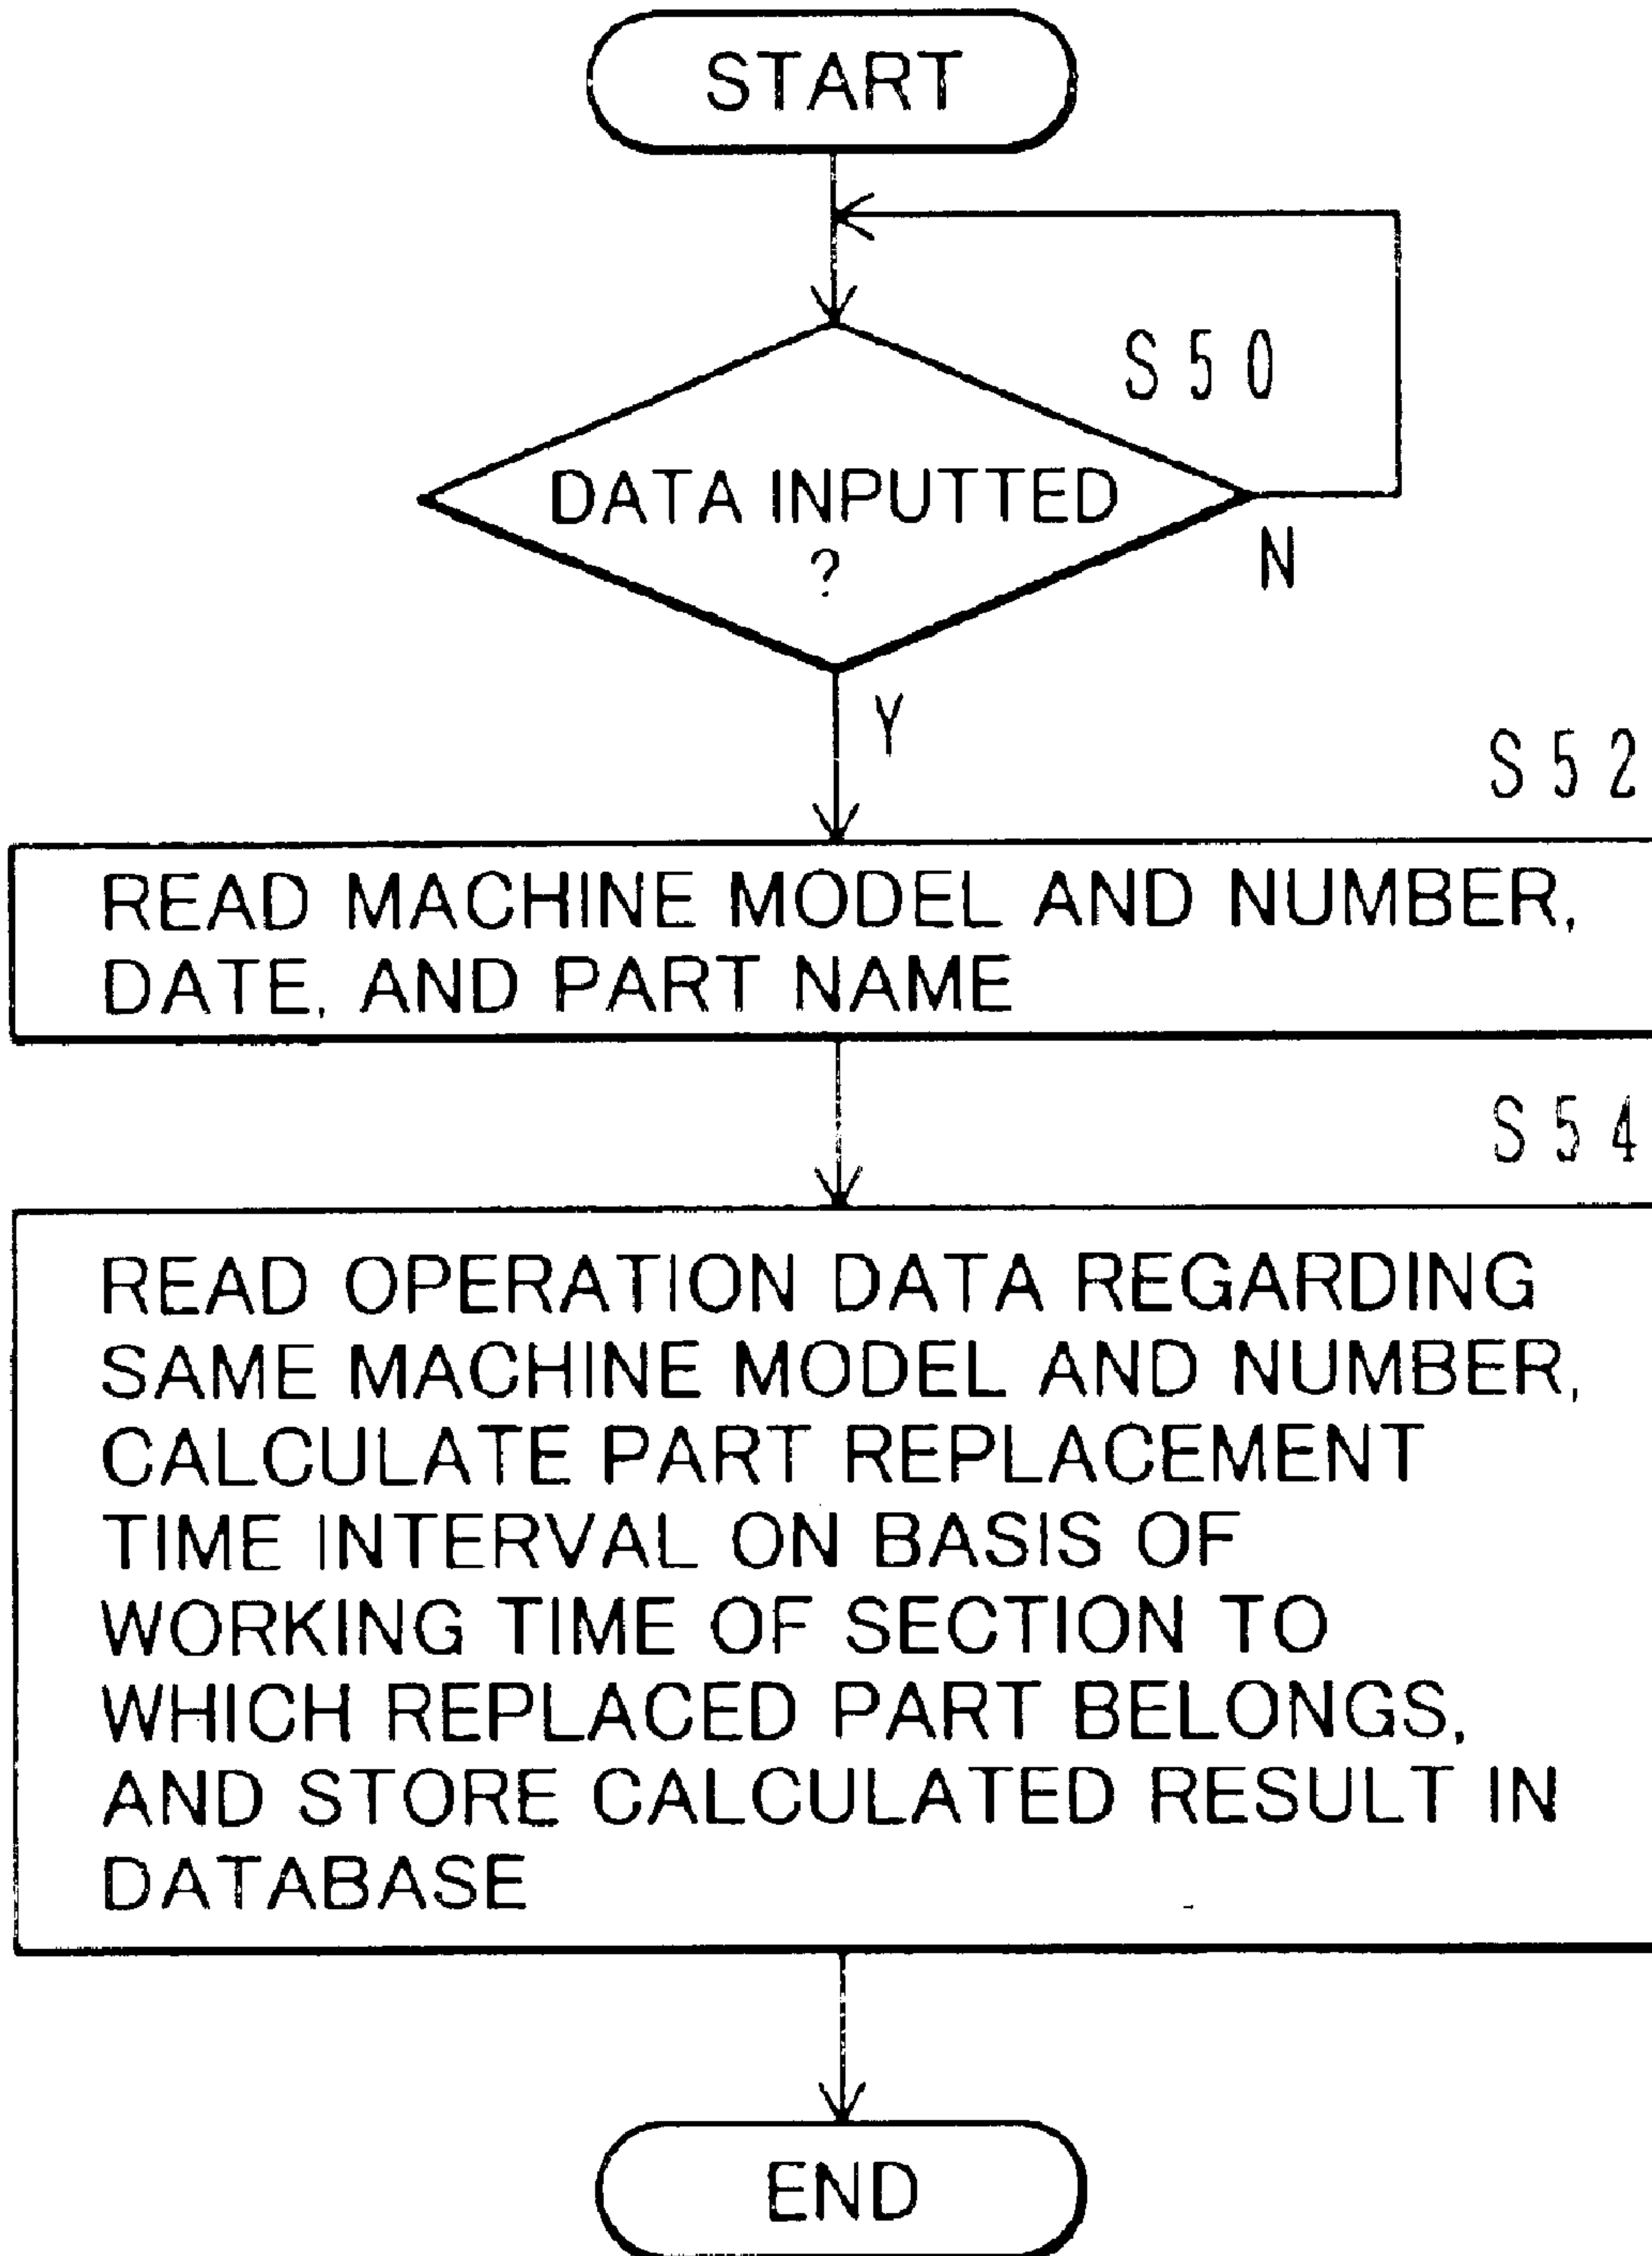 START
S50
DATA INPUTTED
?
N
Y
S52
READ MACHINE MODEL AND NUMBER,
DATE, AND PART NAME
S54
READ OPERATION DATA REGARDING
SAME MACHINE MODEL AND NUMBER,
CALCULATE PART REPLACEMENT
TIME INTERVAL ON BASIS OF
WORKING TIME OF SECTION TO
WHICH REPLACED PART BELONGS,
AND STORE CALCULATED RESULT IN
DATABASE
END